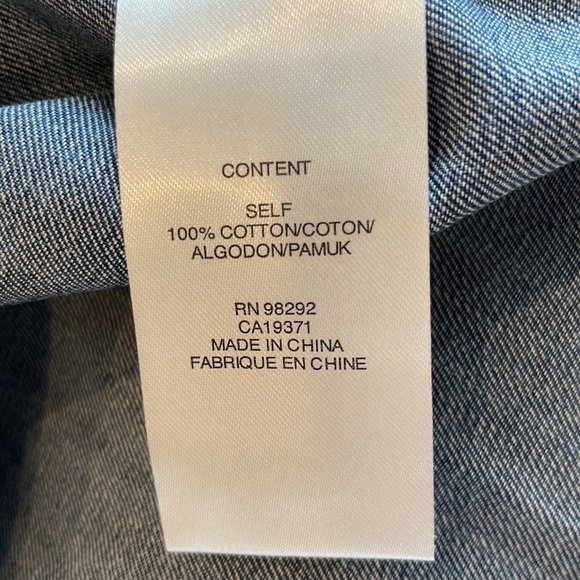 CONTENT
SELF
100% COTTON/COTON/
ALGODON/PAMUK
RN 98292
CA19371
MADE IN CHINA
FABRIQUE EN CHINE